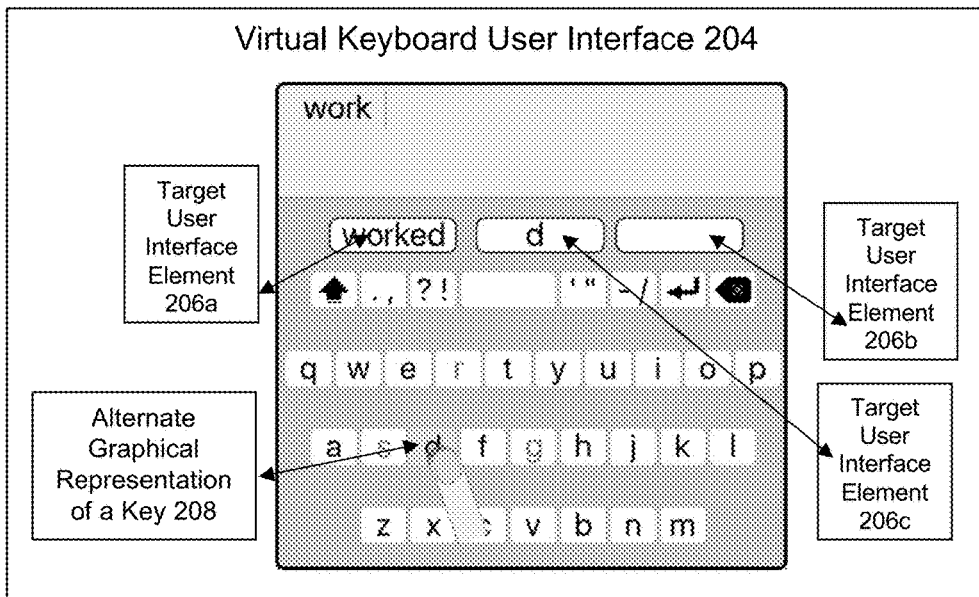 Virtual Keyboard User Interface 204
work
Target
User
Interface
Element
206a
worked
d
Target
User
Interface
Element
206b
. , ? ! ' " - /
q w e r t y u i o p
Alternate
Graphical
Representation
of a Key 208
a s d f g h j k l
Target
User
Interface
Element
206c
z x c v b n m